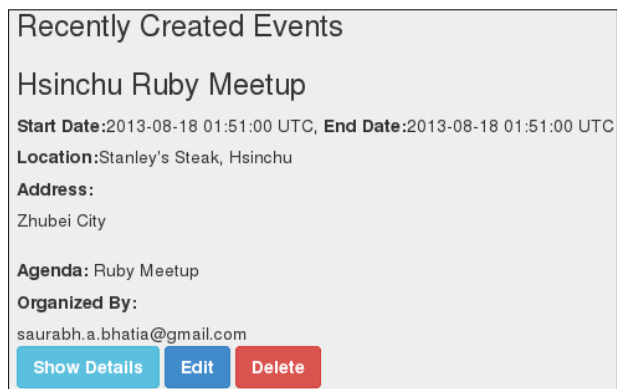 Recently Created Events
Hsinchu Ruby Meetup
Start Date:2013-08-18 01:51:00 UTC, End Date:2013-08-18 01:51:00 UTC
Location:Stanley's Steak, Hsinchu
Address:
Zhubei City
Agenda: Ruby Meetup
Organized By:
saurabh.a.bhatia@gmail.com
Show Details Edit Delete